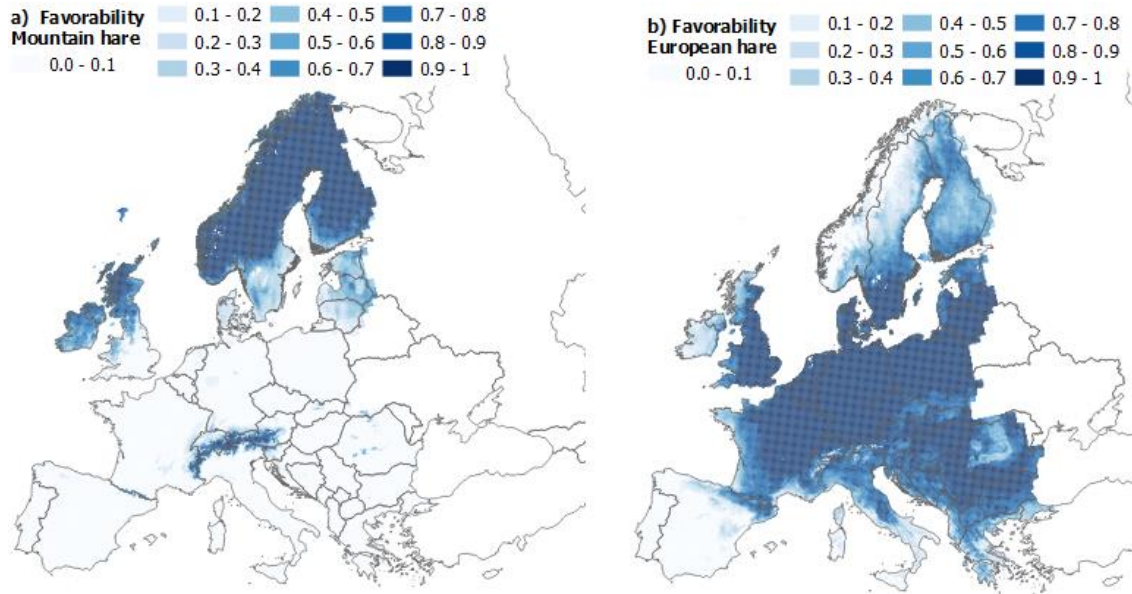 a) Favorability
Mountain hare
0.0 - 0.1
0.1 - 0.2
0.2 - 0.3
0.3 - 0.4
0.4 - 0.5
0.5 - 0.6
0.6 - 0.7
0.7 - 0.8
0.8 - 0.9
0.9 - 1
b) Favorability
European hare
0.0 - 0.1
0.1 - 0.2
0.2 - 0.3
0.3 - 0.4
0.4 - 0.5
0.5 - 0.6
0.6 - 0.7
0.7 - 0.8
0.8 - 0.9
0.9 - 1